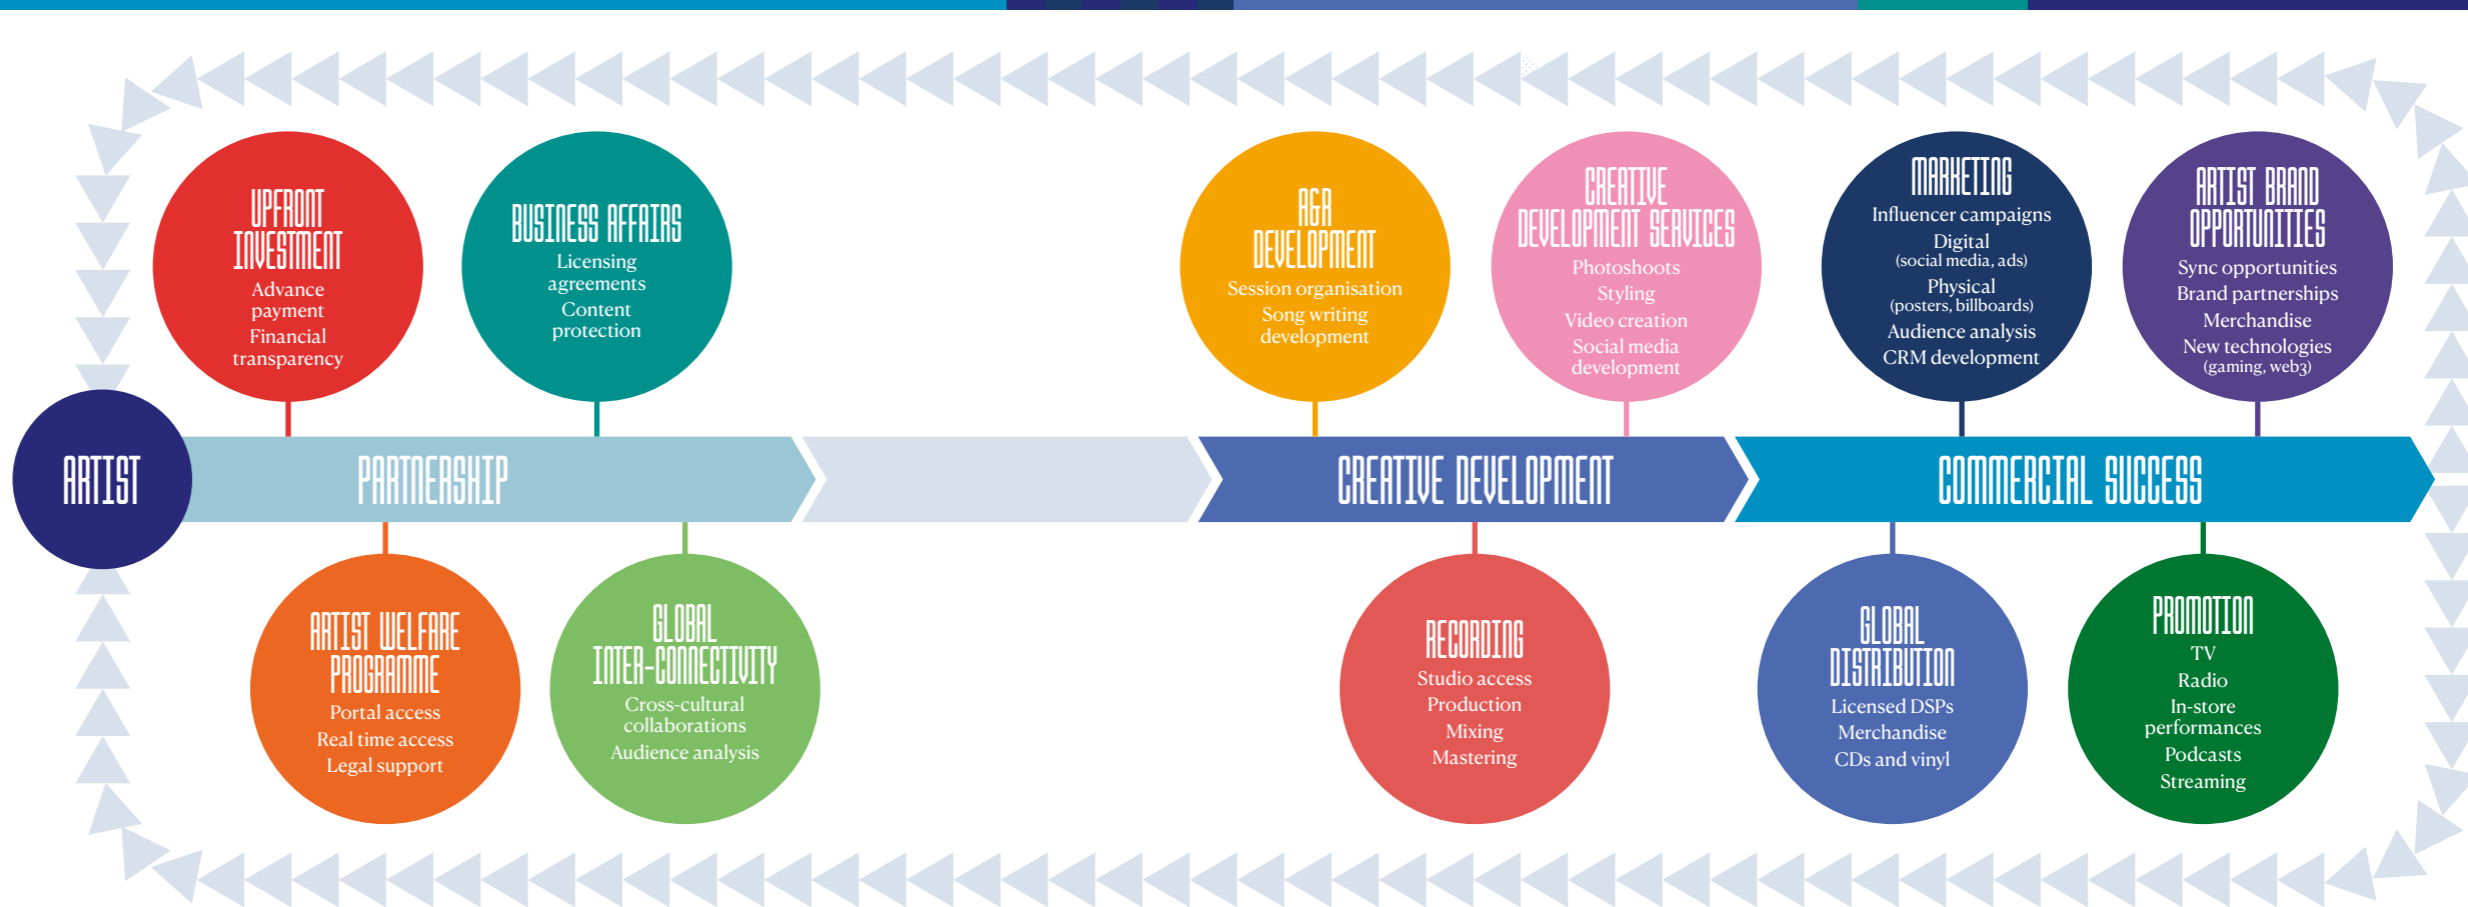 UPFRONT
INVESTMENT
Advance
payment
Financial
transparency
BUSINESS AFFAIRS
Licensing
agreements
Content
protection
A&R
DEVELOPMENT
Session organisation
Song writing
development
CREATIVE
DEVELOPMENT SERVICES
Photoshoots
Styling
Video creation
Social media
development
MARKETING
Influencer campaigns
Digital
(social media, ads)
Physical
(posters, billboards)
Audience analysis
CRM development
ARTIST BRAND
OPPORTUNITIES
Sync opportunities
Brand partnerships
Merchandise
New technologies
(gaming, web3)
ARTIST
PARTNERSHIP
CREATIVE DEVELOPMENT
COMMERCIAL SUCCESS
ARTIST WELFARE
PROGRAMME
Portal access
Real time access
Legal support
GLOBAL
INTER-CONNECTIVITY
Cross-cultural
collaborations
Audience analysis
RECORDING
Studio access
Production
Mixing
Mastering
GLOBAL
DISTRIBUTION
Licensed DSPs
Merchandise
CDs and vinyl
PROMOTION
TV
Radio
In-store
performances
Podcasts
Streaming